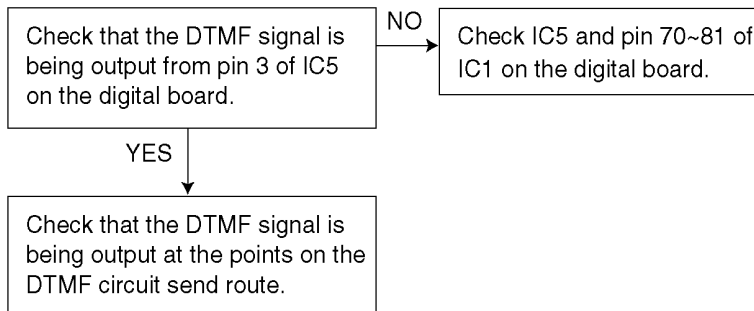 Check that the DTMF signal is
being output from pin 3 of IC5
on the digital board.
NO
Check IC5 and pin 70~81 of
IC1 on the digital board.
YES
Check that the DTMF signal is
being output at the points on the
DTMF circuit send route.